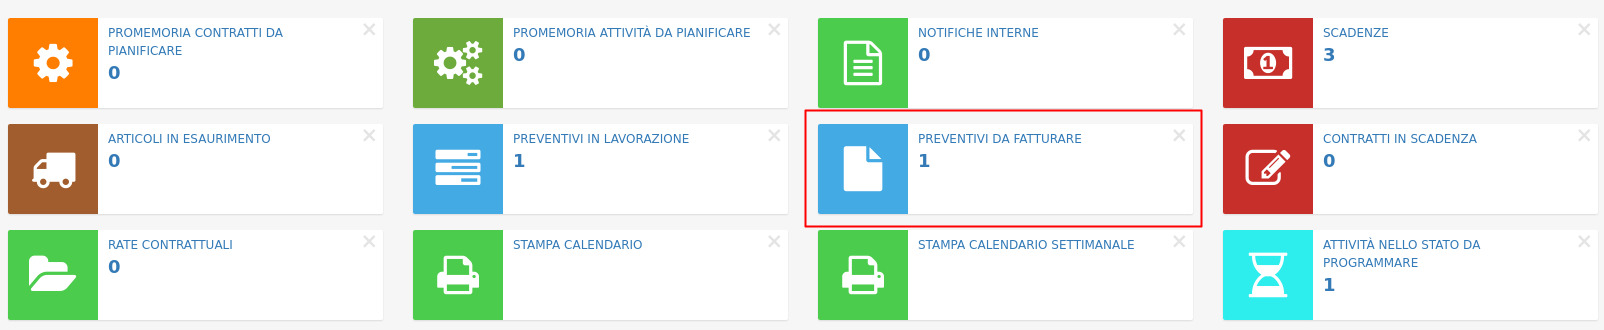 PROMEMORIA CONTRATTI DA
PIANIFICARE
0
PROMEMORIA ATTIVITÀ DA PIANIFICARE
0
NOTIFICHE INTERNE
0
SCADENZE
3
ARTICOLI IN ESAURIMENTO
0
PREVENTIVI IN LAVORAZIONE
1
PREVENTIVI DA FATTURARE
1
CONTRATTI IN SCADENZA
0
RATE CONTRATTUALI
0
STAMPA CALENDARIO
STAMPA CALENDARIO SETTIMANALE
ATTIVITÀ NELLO STATO DA
PROGRAMMARE
1